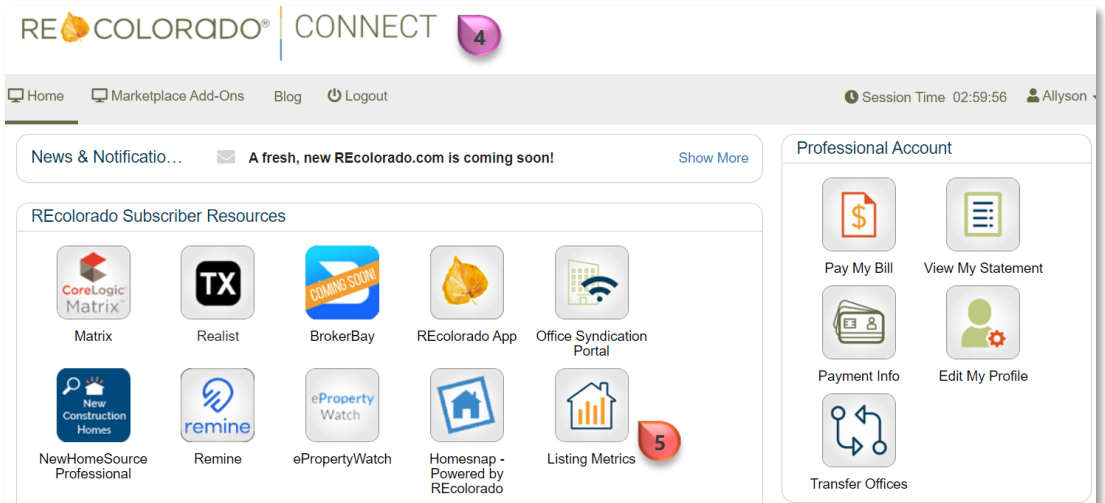 RE COLORADO® CONNECT 4
Home Marketplace Add-Ons Blog Logout Session Time 02:59:56 Allyson
News & Notificatio… A fresh, new REcolorado.com is coming soon! Show More
Professional Account
REcolorado Subscriber Resources
CoreLogic
Matrix™
TX
COMING SOON!
Matrix Realist BrokerBay REcolorado App Office Syndication
Portal
$
Pay My Bill View My Statement
New
Construction
Homes
remine
eProperty
Watch
5
NewHomeSource
Professional
Remine ePropertyWatch Homesnap -
Powered by
REcolorado
Listing Metrics
Payment Info Edit My Profile
Transfer Offices